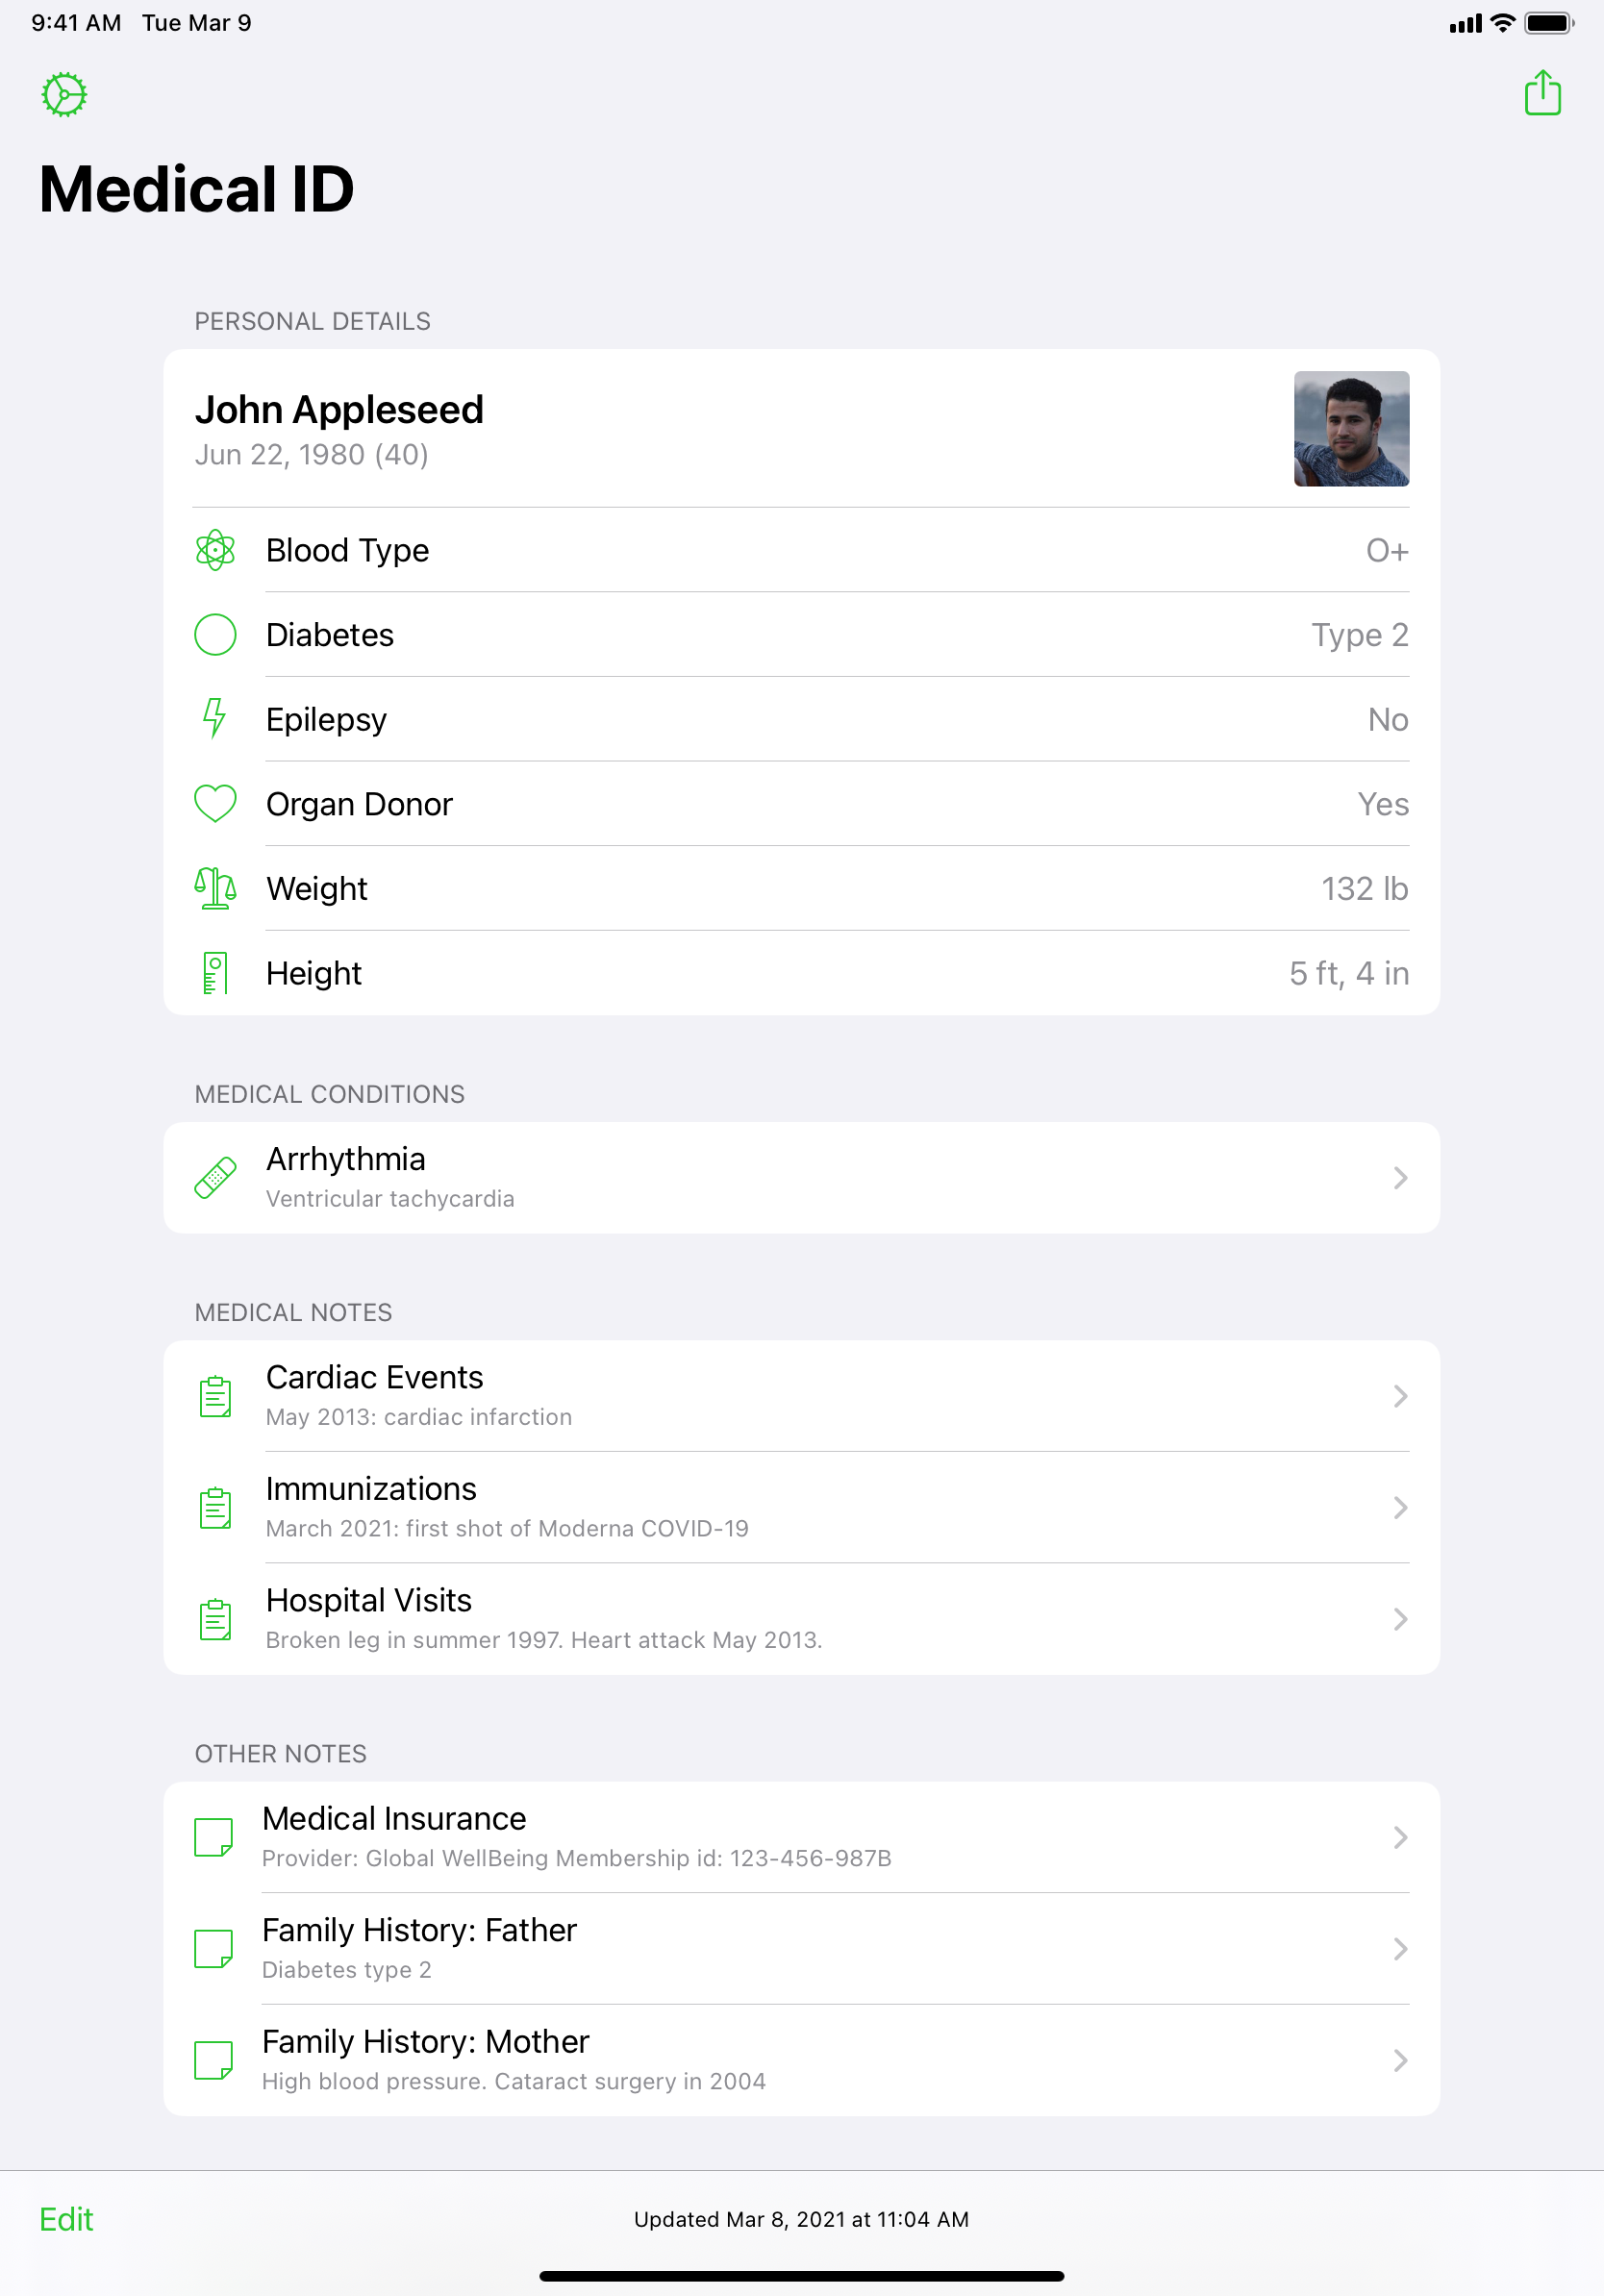 9:41 AM Tue Mar 9
Medical ID
PERSONAL DETAILS
John Appleseed
Jun 22, 1980 (40)
Blood Type O+
Diabetes Type 2
Epilepsy No
Organ Donor Yes
Weight 132 lb
Height 5 ft, 4 in
MEDICAL CONDITIONS
Arrhythmia
Ventricular tachycardia
MEDICAL NOTES
Cardiac Events
May 2013: cardiac infarction
Immunizations
March 2021: first shot of Moderna COVID-19
Hospital Visits
Broken leg in summer 1997. Heart attack May 2013.
OTHER NOTES
Medical Insurance
Provider: Global WellBeing Membership id: 123-456-987B
Family History: Father
Diabetes type 2
Family History: Mother
High blood pressure. Cataract surgery in 2004
Edit Updated Mar 8, 2021 at 11:04 AM